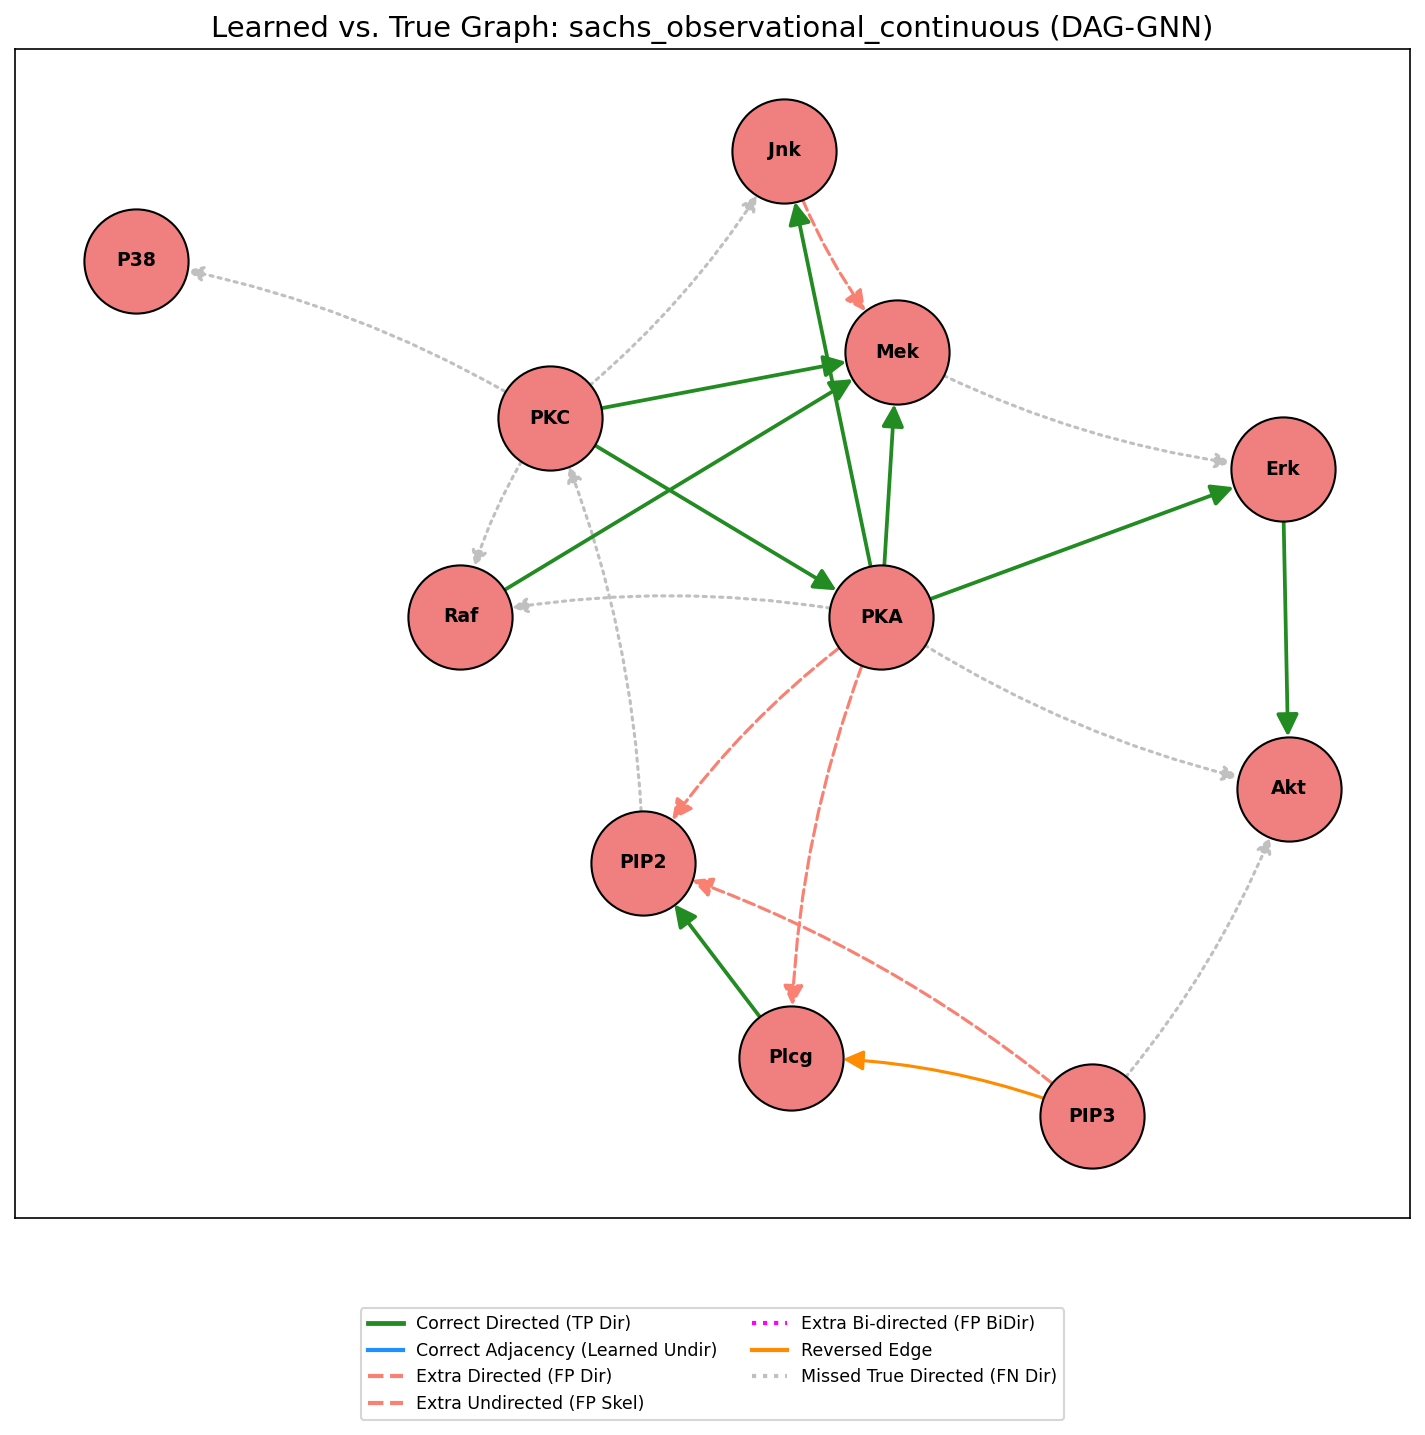 Learned vs. True Graph: sachs_observational_continuous (DAG-GNN)
Jnk
P38
Mek
PKC
Erk
Raf
PKA
Akt
PIP2
Plcg
PIP3
Correct Directed (TP Dir)
Correct Adjacency (Learned Undir)
Extra Directed (FP Dir)
Extra Undirected (FP Skel)
Extra Bi-directed (FP BiDir)
Reversed Edge
Missed True Directed (FN Dir)